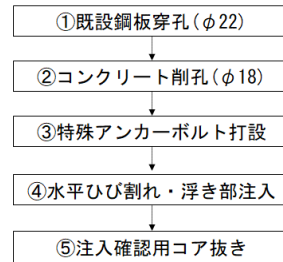 ①既設鋼板穿孔(φ22)
②コンクリート削孔(φ18)
③特殊アンカーボルト打設
④水平ひび割れ・浮き部注入
⑤注入確認用コア抜き